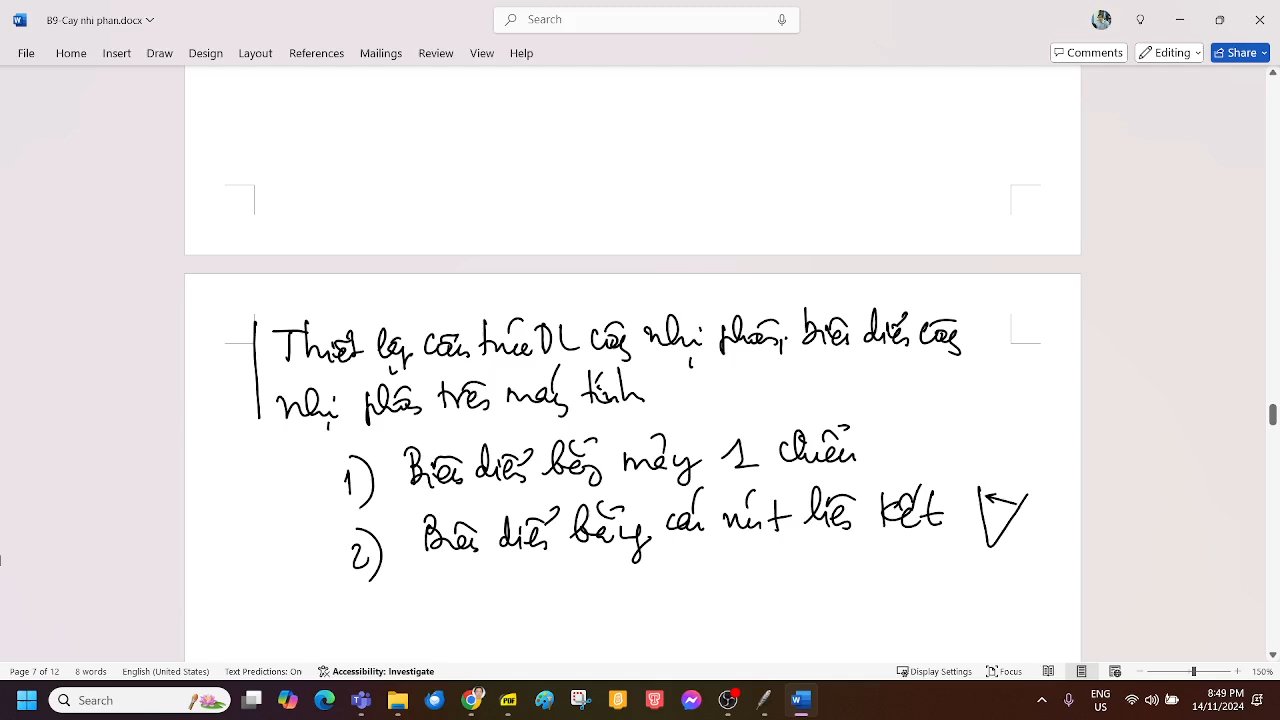 B9-Cay nhi phan.docx
Search
File Home Insert Draw Design Layout References Mailings Review View Help
Comments Editing Share
Thiết lập cấu trúc DL cây nhị phân, biểu diễn cây
nhị phân trên máy tính
1) Biểu diễn bằng mảng 1 chiều
2) Biểu diễn bằng các nút liên kết
Page 7 of 12 8 words English (United States) Text Predictions: On Accessibility: Investigate Display Settings Focus 150%
Search PDF ENG 8:49 PM
US 14/11/2024